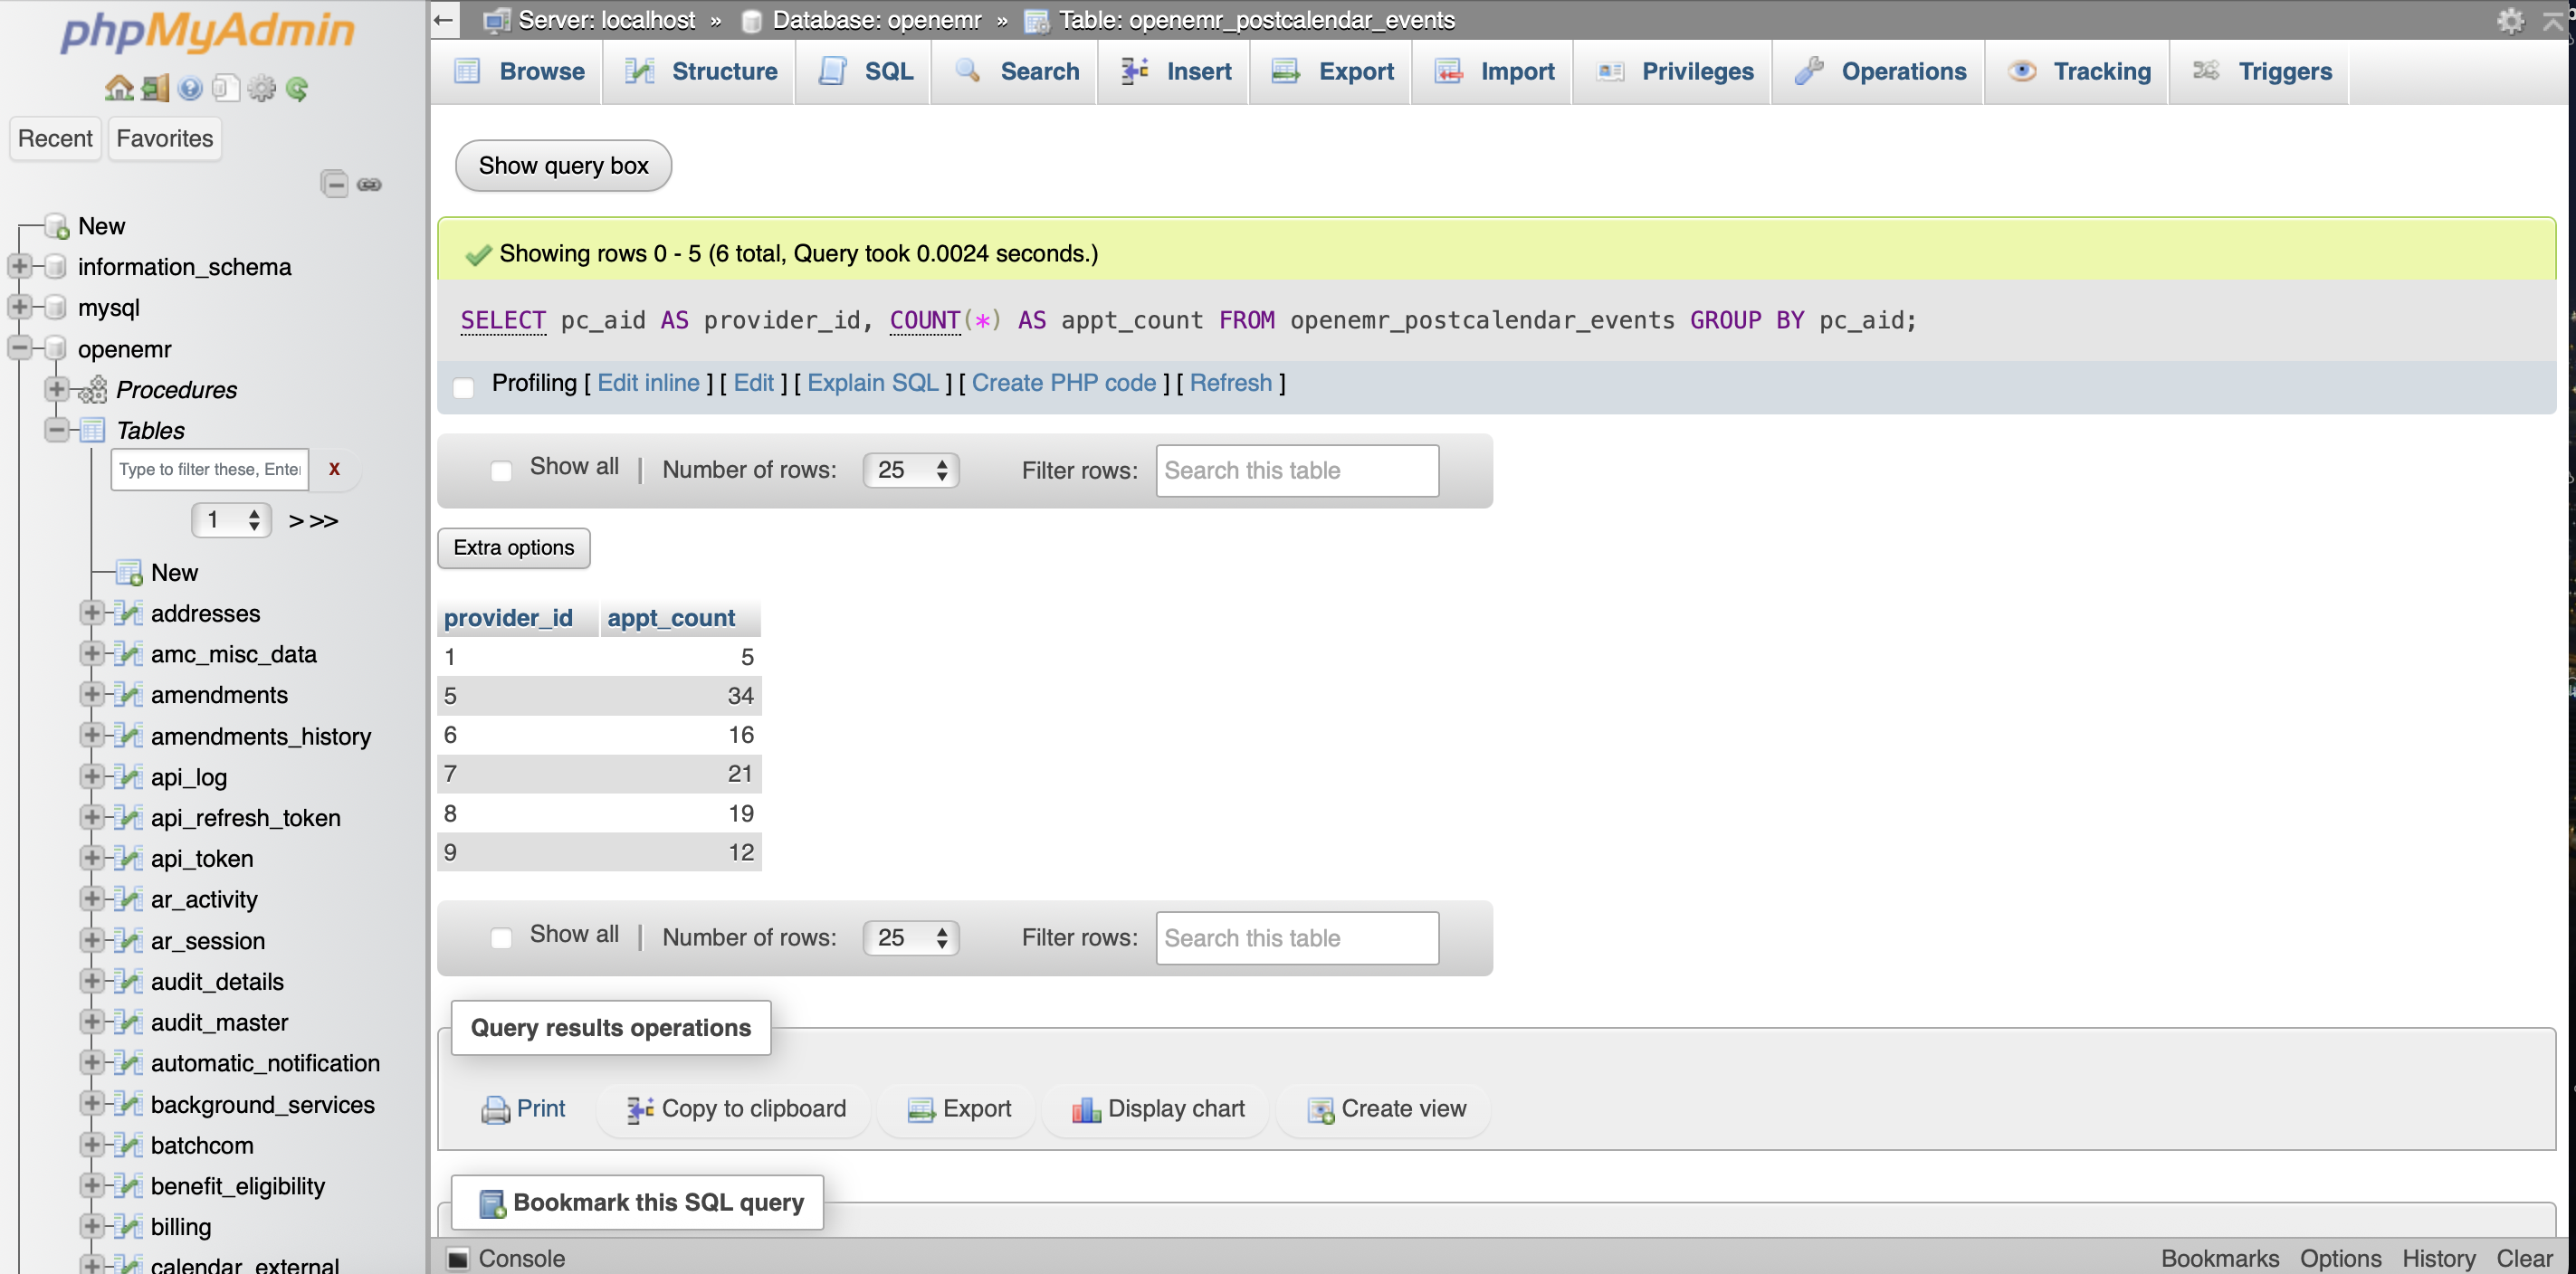 phpMyAdmin
Recent Favorites
New
information_schema
mysql
openemr
Procedures
Tables
Type to filter these, Enter X
1 > >>
New
addresses
amc_misc_data
amendments
amendments_history
api_log
api_refresh_token
api_token
ar_activity
ar_session
audit_details
audit_master
automatic_notification
background_services
batchcom
benefit_eligibility
billing
calendar_external
Server: localhost » Database: openemr » Table: openemr_postcalendar_events
Browse Structure SQL Search Insert Export Import Privileges Operations Tracking Triggers
Show query box
Showing rows 0 - 5 (6 total, Query took 0.0024 seconds.)
SELECT pc_aid AS provider_id, COUNT(*) AS appt_count FROM openemr_postcalendar_events GROUP BY pc_aid;
Profiling [ Edit inline ] [ Edit ] [ Explain SQL ] [ Create PHP code ] [ Refresh ]
Show all | Number of rows: 25 Filter rows: Search this table
Extra options
provider_id appt_count
1 5
5 34
6 16
7 21
8 19
9 12
Show all | Number of rows: 25 Filter rows: Search this table
Query results operations
Print Copy to clipboard Export Display chart Create view
Bookmark this SQL query
Console Bookmarks Options History Clear